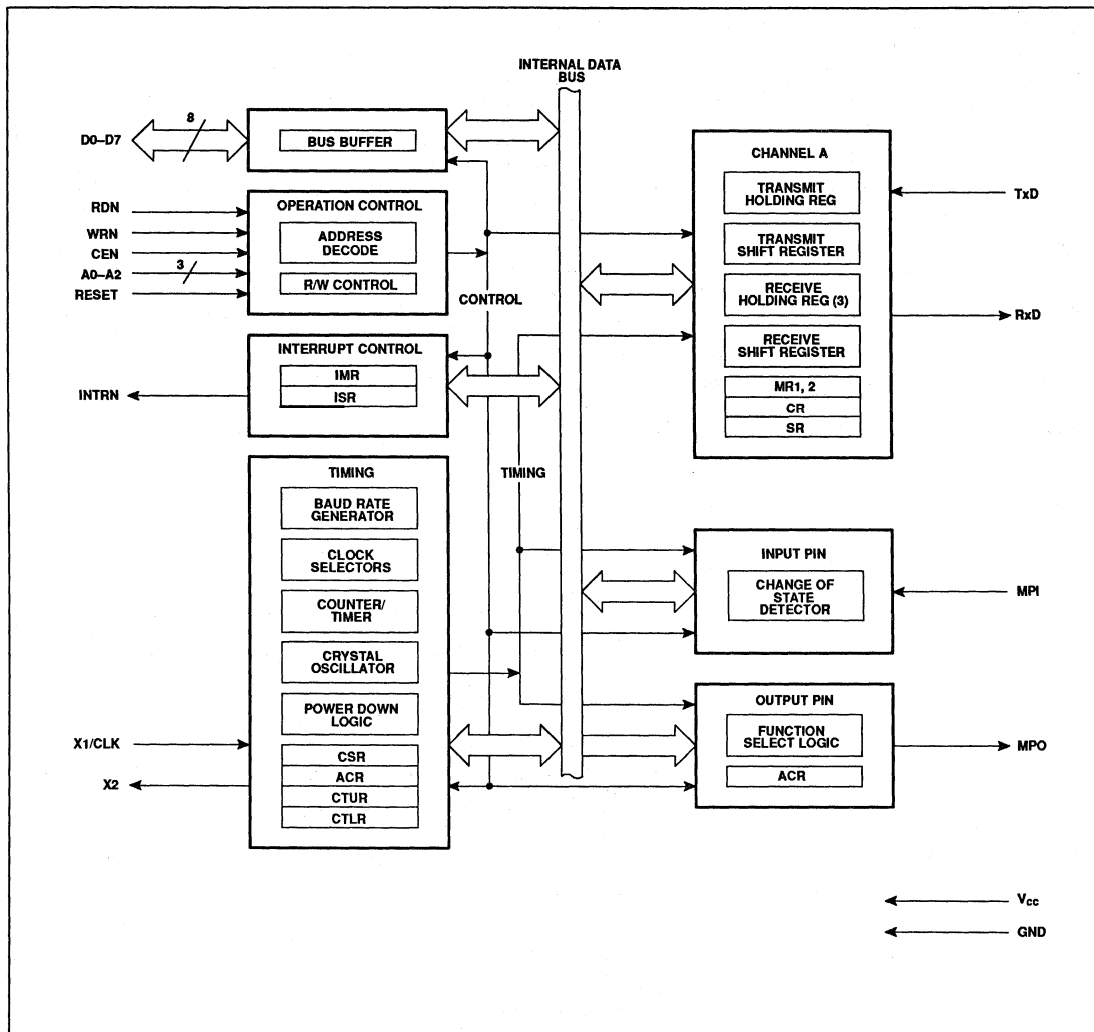 INTERNAL DATA
BUS
D0–D7
8
BUS BUFFER
RDN
WRN
CEN
A0–A2
3
RESET
OPERATION CONTROL
ADDRESS
DECODE
R/W CONTROL
CONTROL
INTRN
INTERRUPT CONTROL
IMR
ISR
TIMING
BAUD RATE
GENERATOR
CLOCK
SELECTORS
COUNTER/
TIMER
CRYSTAL
OSCILLATOR
POWER DOWN
LOGIC
CSR
ACR
CTUR
CTLR
X1/CLK
X2
TIMING
CHANNEL A
TRANSMIT
HOLDING REG
TRANSMIT
SHIFT REGISTER
RECEIVE
HOLDING REG (3)
RECEIVE
SHIFT REGISTER
MR1, 2
CR
SR
TxD
RxD
INPUT PIN
CHANGE OF
STATE
DETECTOR
MPI
OUTPUT PIN
FUNCTION
SELECT LOGIC
ACR
MPO
VCC
GND